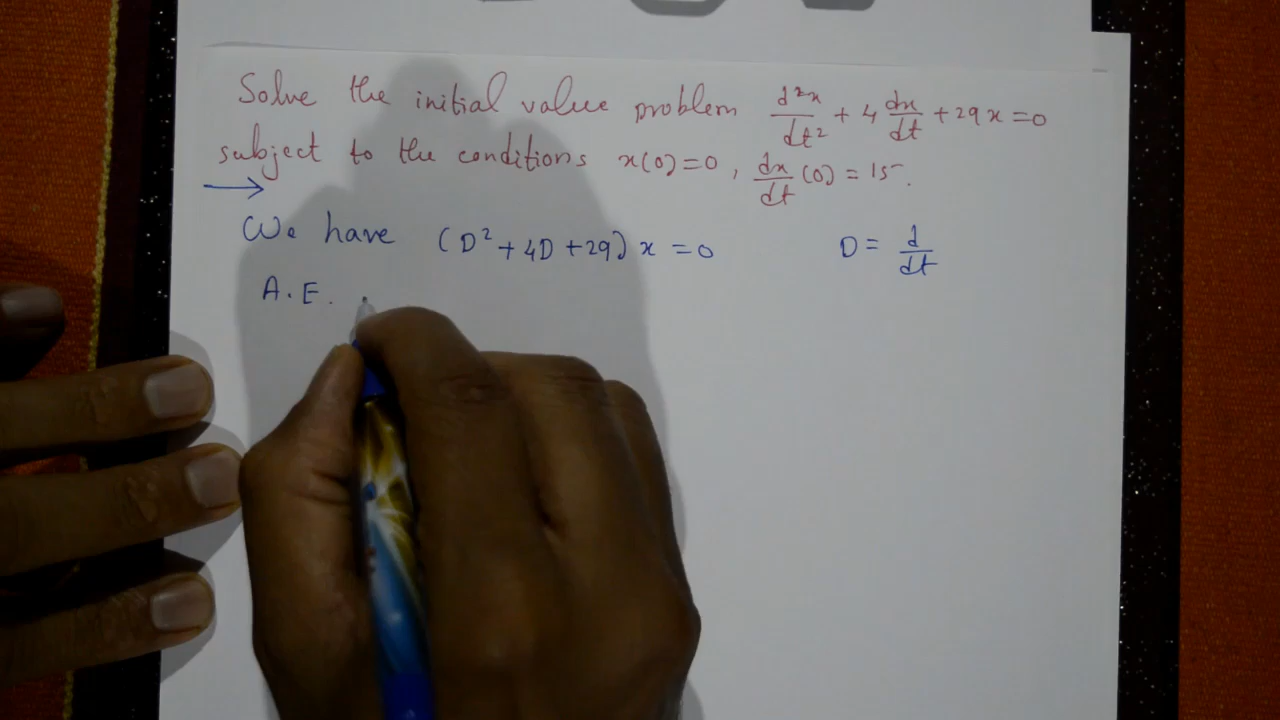 Solve the initial value problem d²x/dt² + 4 dx/dt + 29x = 0
subject to the conditions x(0) = 0, dx/dt (0) = 15.
→
We have (D² + 4D + 29) x = 0 D = d/dt
A.E.